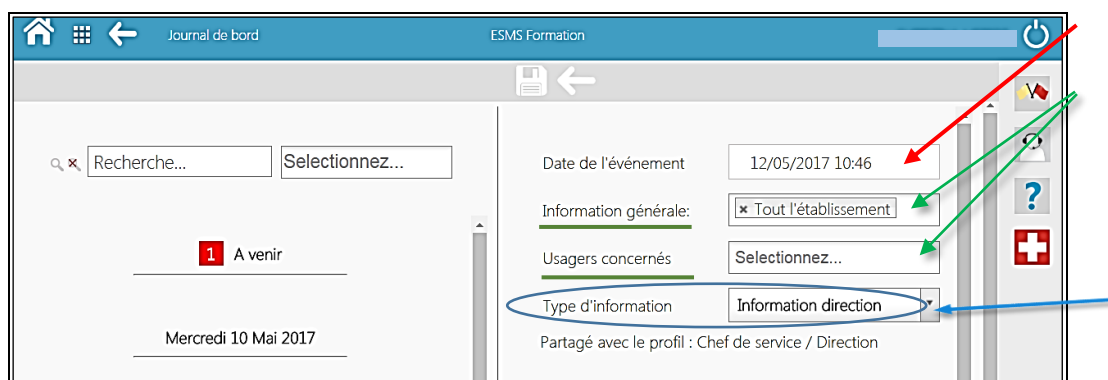 Journal de bord
ESMS Formation
Recherche...
Selectionnez...
1 A venir
Mercredi 10 Mai 2017
Date de l'événement 12/05/2017 10:46
Information générale: × Tout l'établissement
Usagers concernés Selectionnez...
Type d'information Information direction
Partagé avec le profil : Chef de service / Direction
?